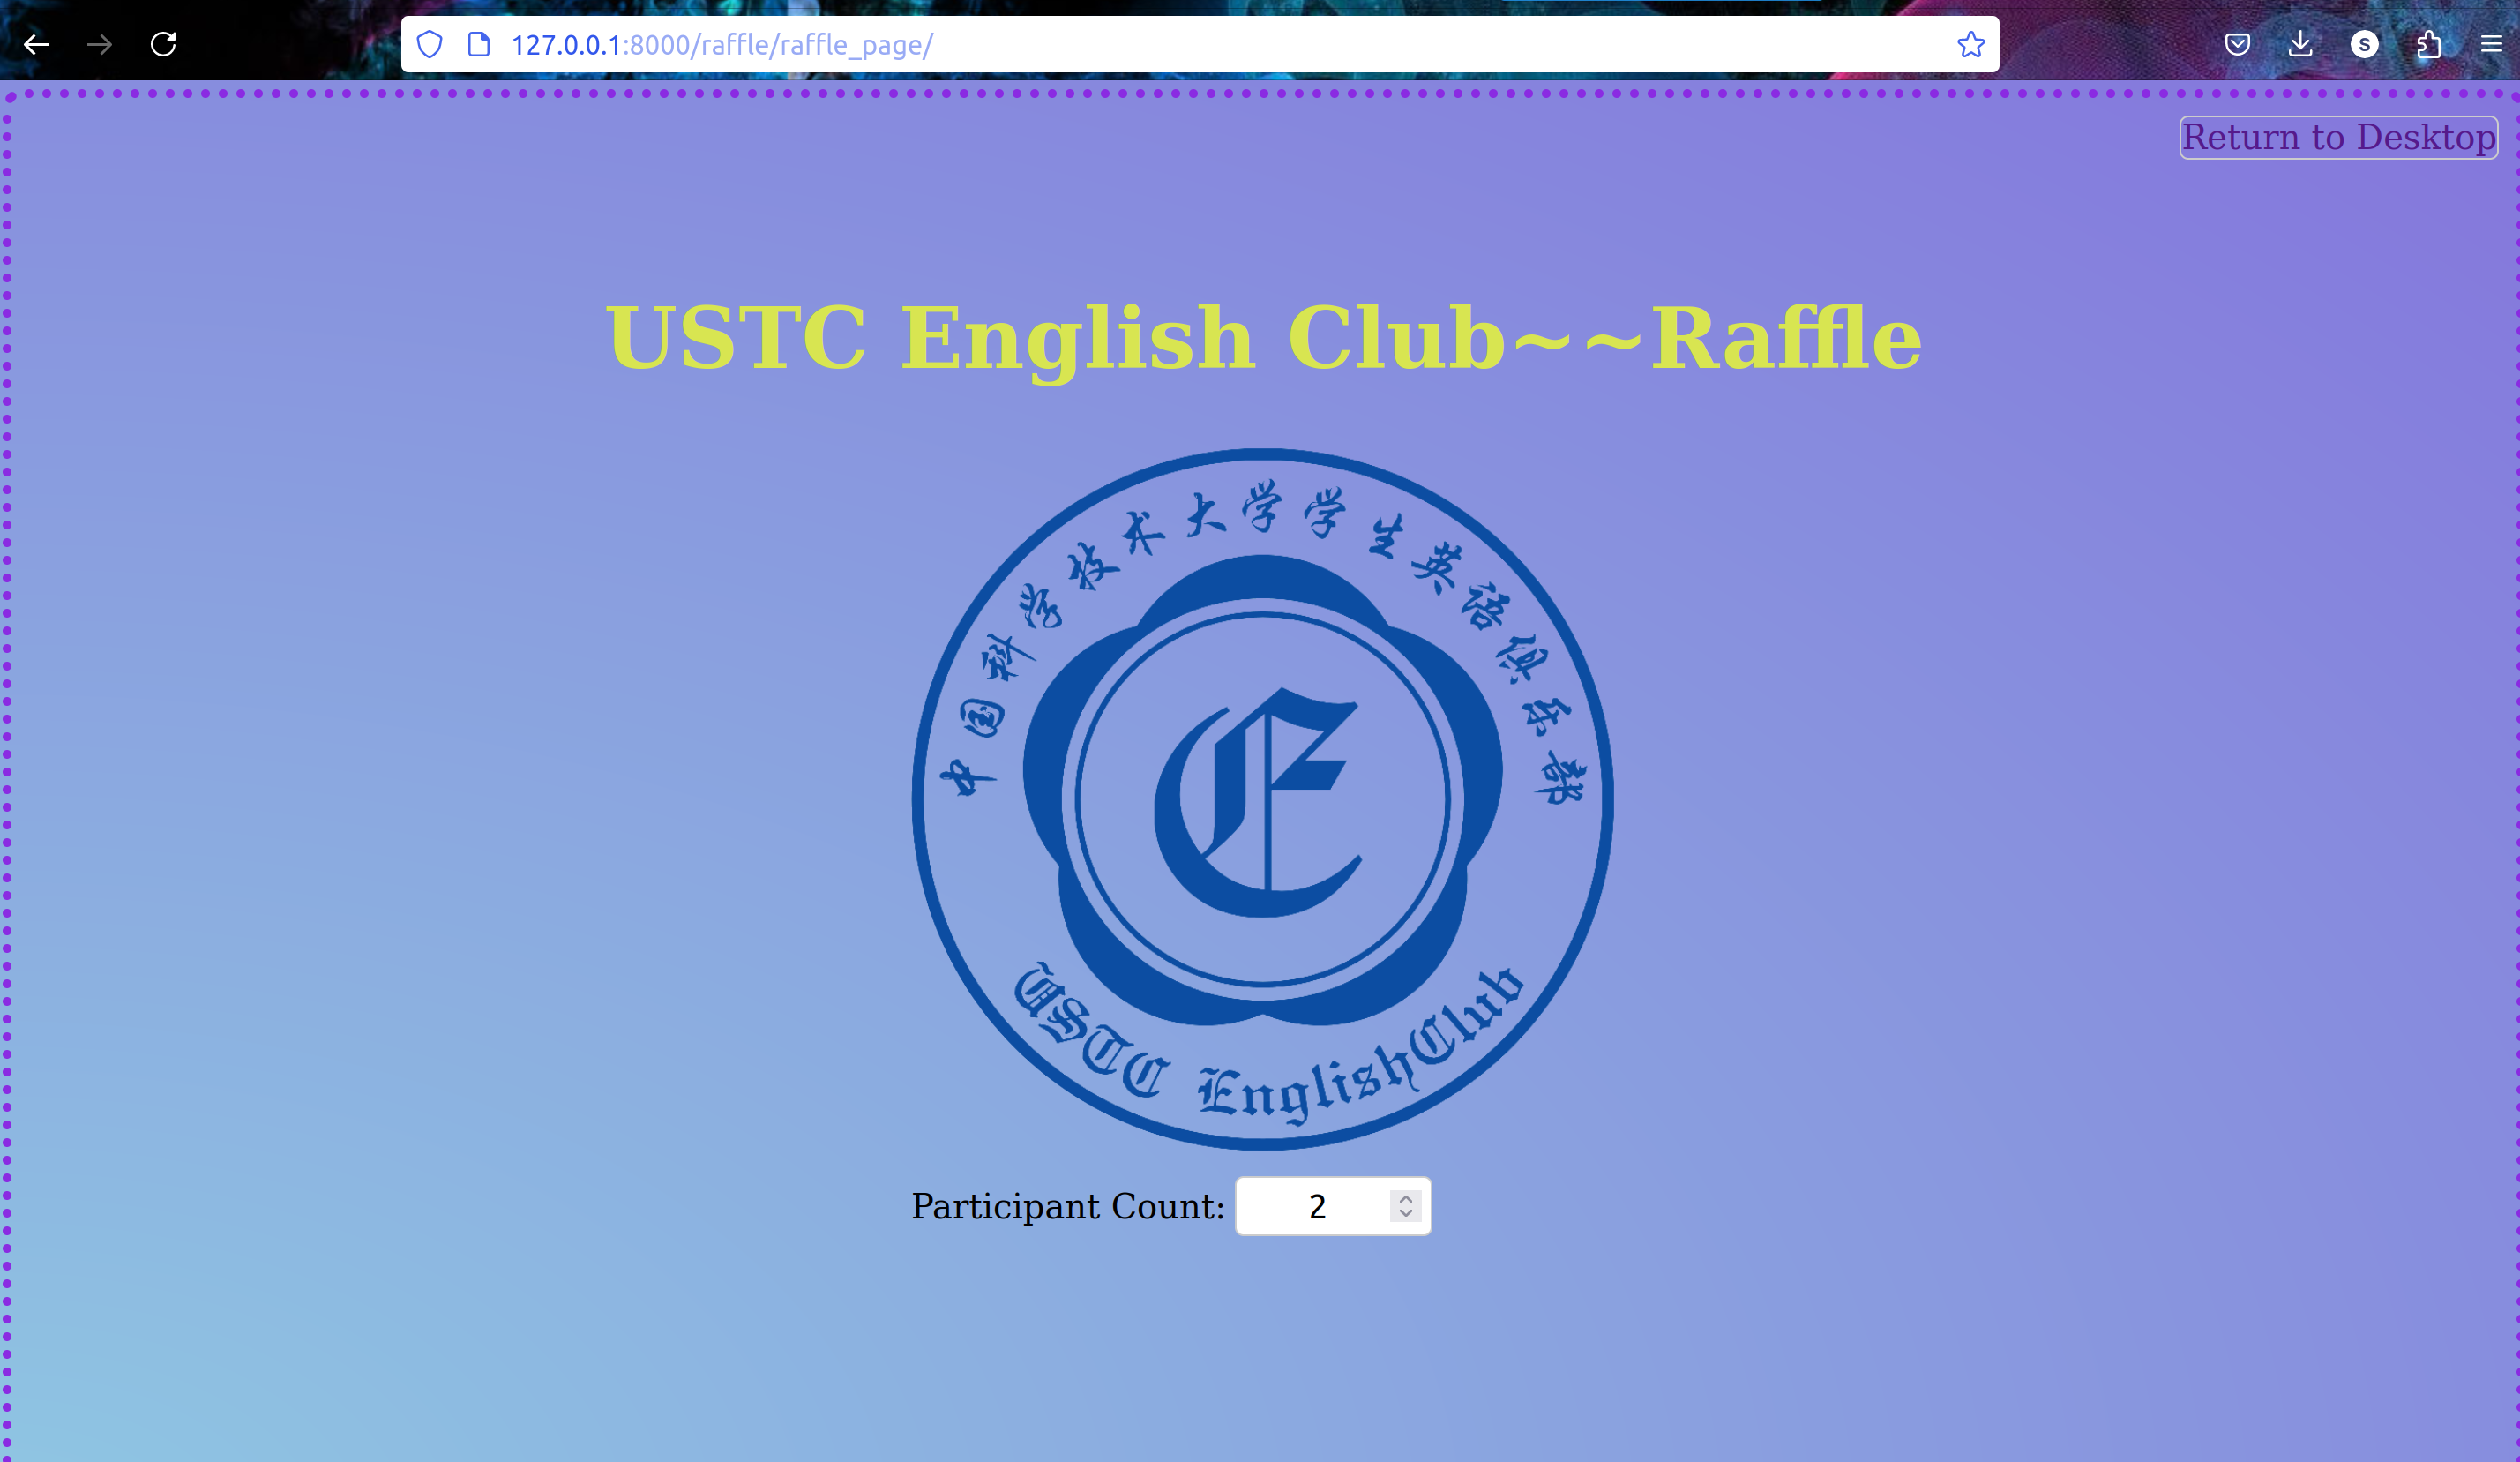 127.0.0.1:8000/raffle/raffle_page/
S
Return to Desktop
USTC English Club~~Raffle
中国科学技术大学学生英语俱乐部
E
USTC EnglishClub
Participant Count: 2